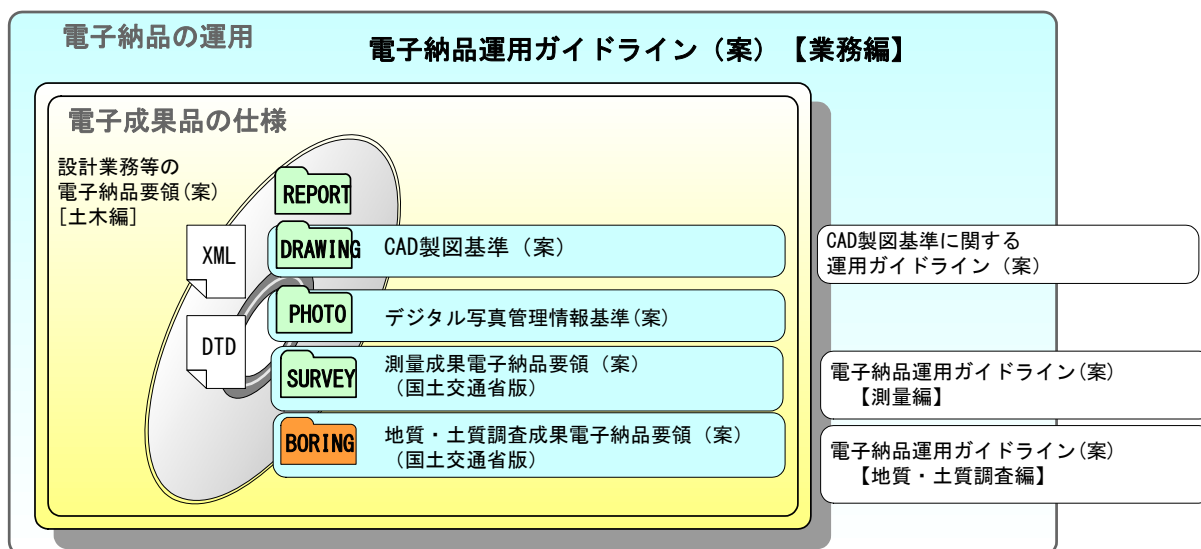 電子納品の運用
電子納品運用ガイドライン（案）【業務編】
電子成果品の仕様
設計業務等の
電子納品要領(案)
[土木編]
XML
DTD
REPORT
DRAWING
CAD製図基準（案）
CAD製図基準に関する
運用ガイドライン（案）
PHOTO
デジタル写真管理情報基準(案)
SURVEY
測量成果電子納品要領（案）
（国土交通省版）
電子納品運用ガイドライン(案)
【測量編】
BORING
地質・土質調査成果電子納品要領（案）
（国土交通省版）
電子納品運用ガイドライン(案)
【地質・土質調査編】